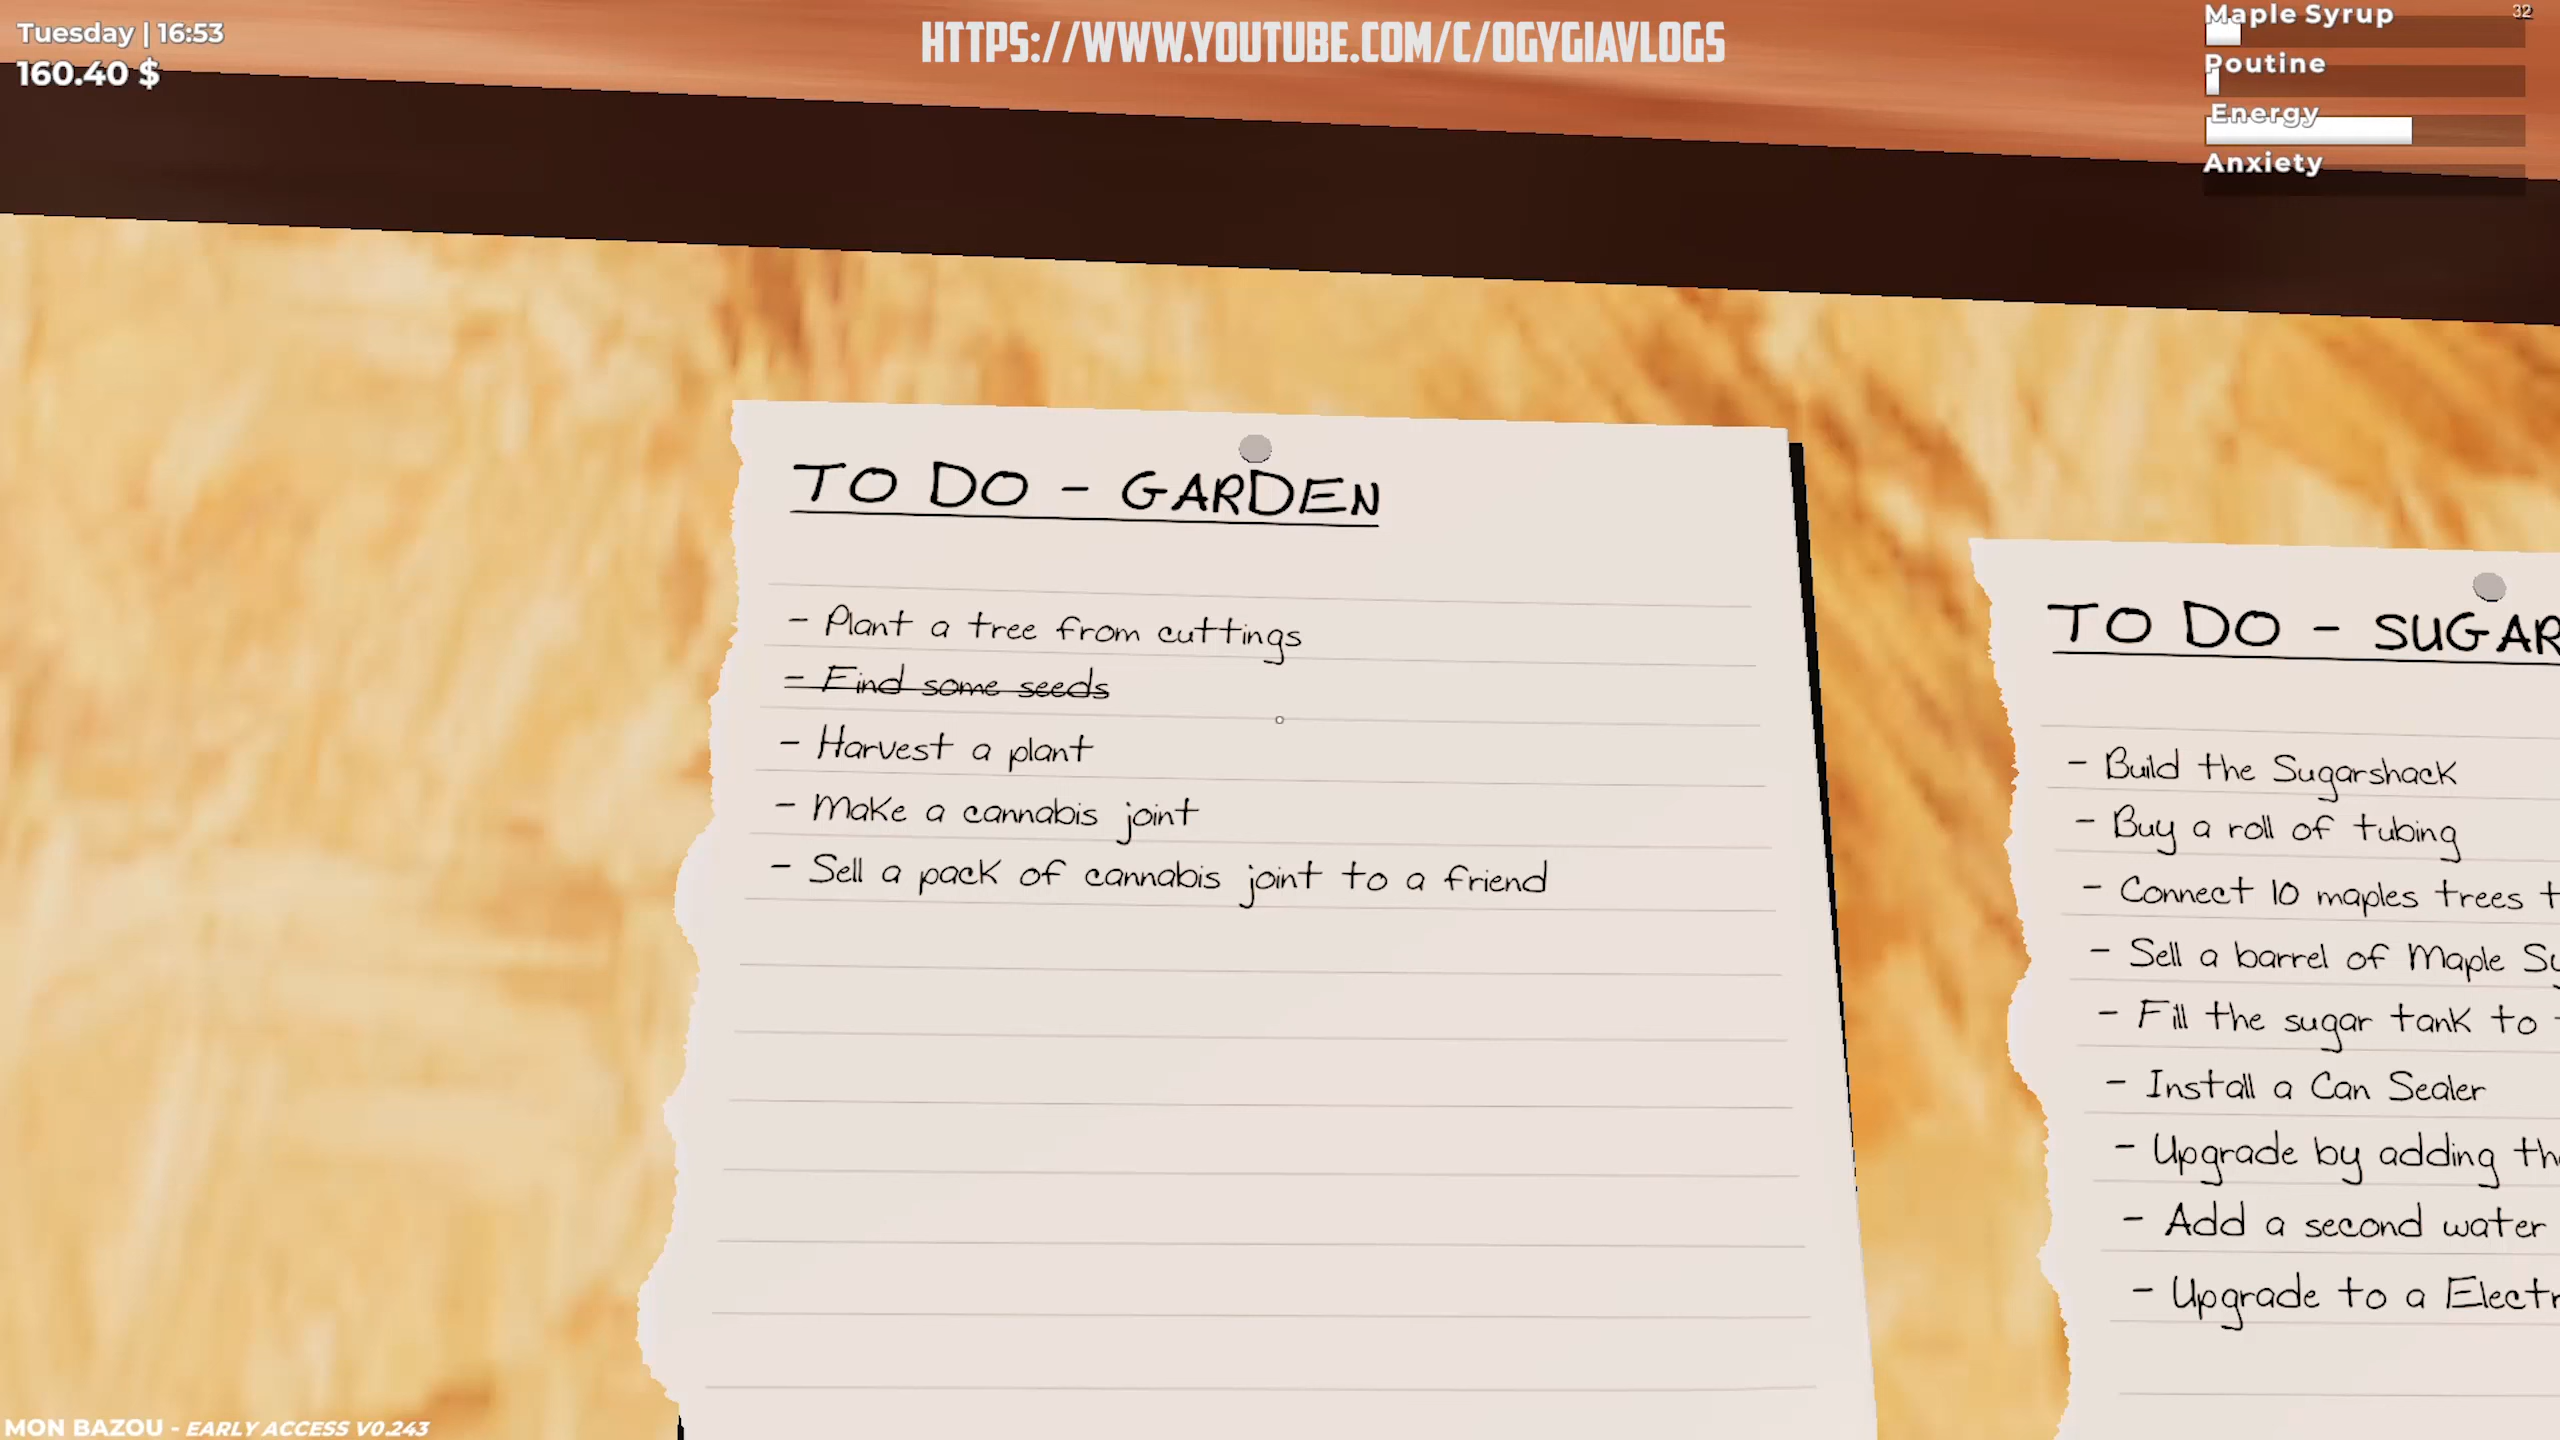 Tuesday | 16:53
160.40 $
HTTPS://WWW.YOUTUBE.COM/C/OGYGIAVLOGS
32
Maple Syrup
Poutine
Energy
Anxiety
TO DO - GARDEN
- Plant a tree from cuttings
- Find some seeds
- Harvest a plant
- Make a cannabis joint
- Sell a pack of cannabis joint to a friend
TO DO - SUGAR
- Build the Sugarshack
- Buy a roll of tubing
- Connect 10 maples trees
- Sell a barrel of Maple
- Fill the sugar tank to
- Install a Can Sealer
- Upgrade by adding
- Add a second water
- Upgrade to a
MON BAZOU - EARLY ACCESS V0.243